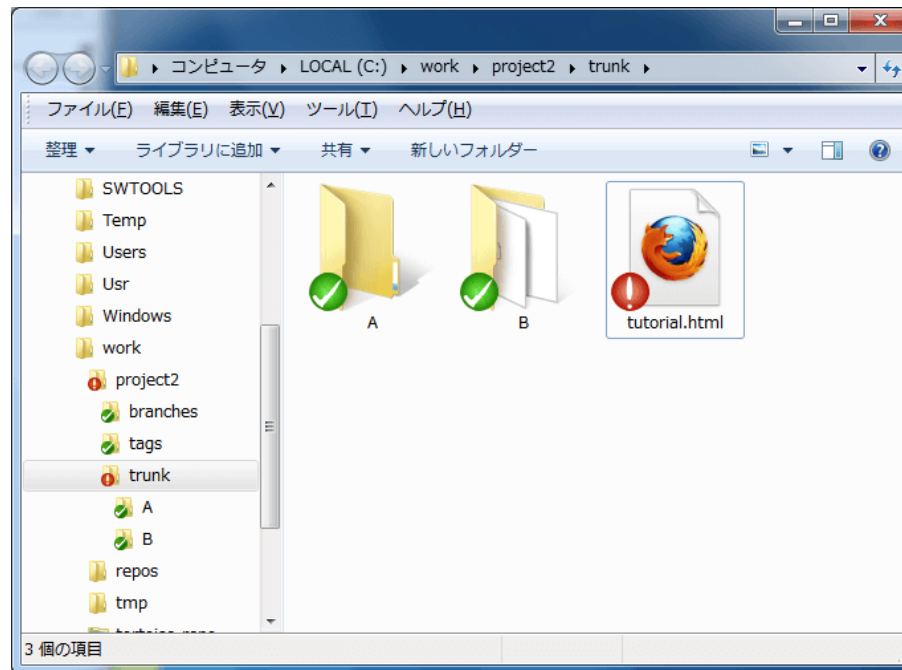 コンピュータ ▸ LOCAL (C:) ▸ work ▸ project2 ▸ trunk ▸
ファイル(F) 編集(E) 表示(V) ツール(T) ヘルプ(H)
整理 ライブラリに追加 共有 新しいフォルダー
SWTOOLS
Temp
Users
Usr
Windows
work
project2
branches
tags
trunk
A
B
repos
tmp
A
B
tutorial.html
3 個の項目